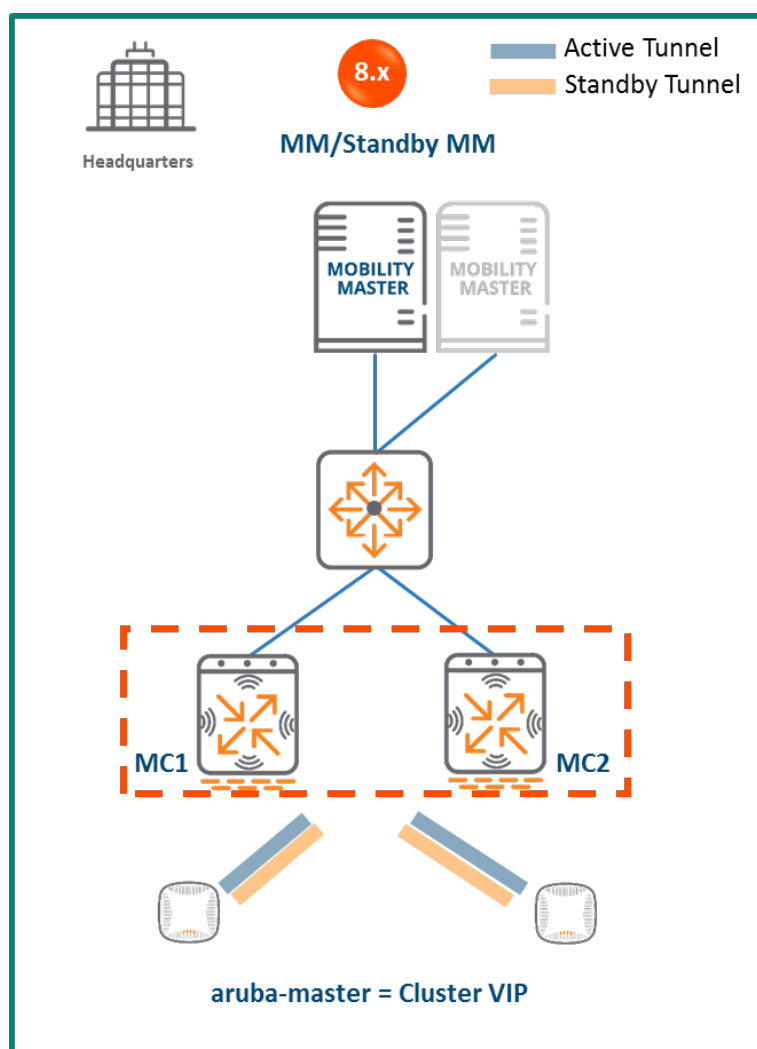 8.x
Active Tunnel
Standby Tunnel
Headquarters
MM/Standby MM
MOBILITY
MASTER
MOBILITY
MASTER
MC1
MC2
aruba-master = Cluster VIP